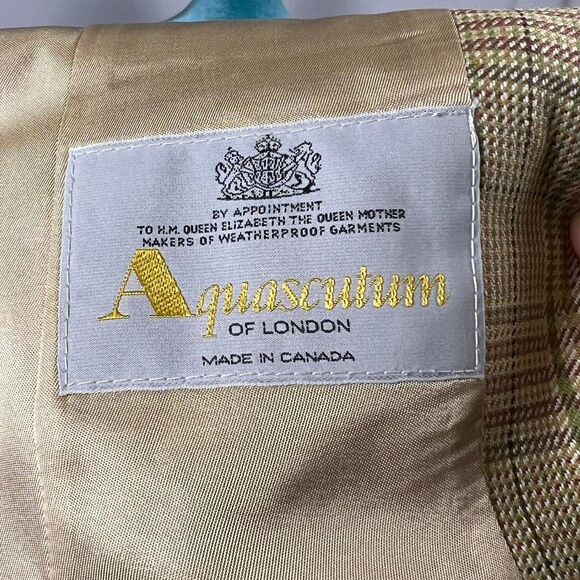 BY APPOINTMENT
TO H.M. QUEEN ELIZABETH THE QUEEN MOTHER
MAKERS OF WEATHERPROOF GARMENTS
Aquascutum
OF LONDON
MADE IN CANADA